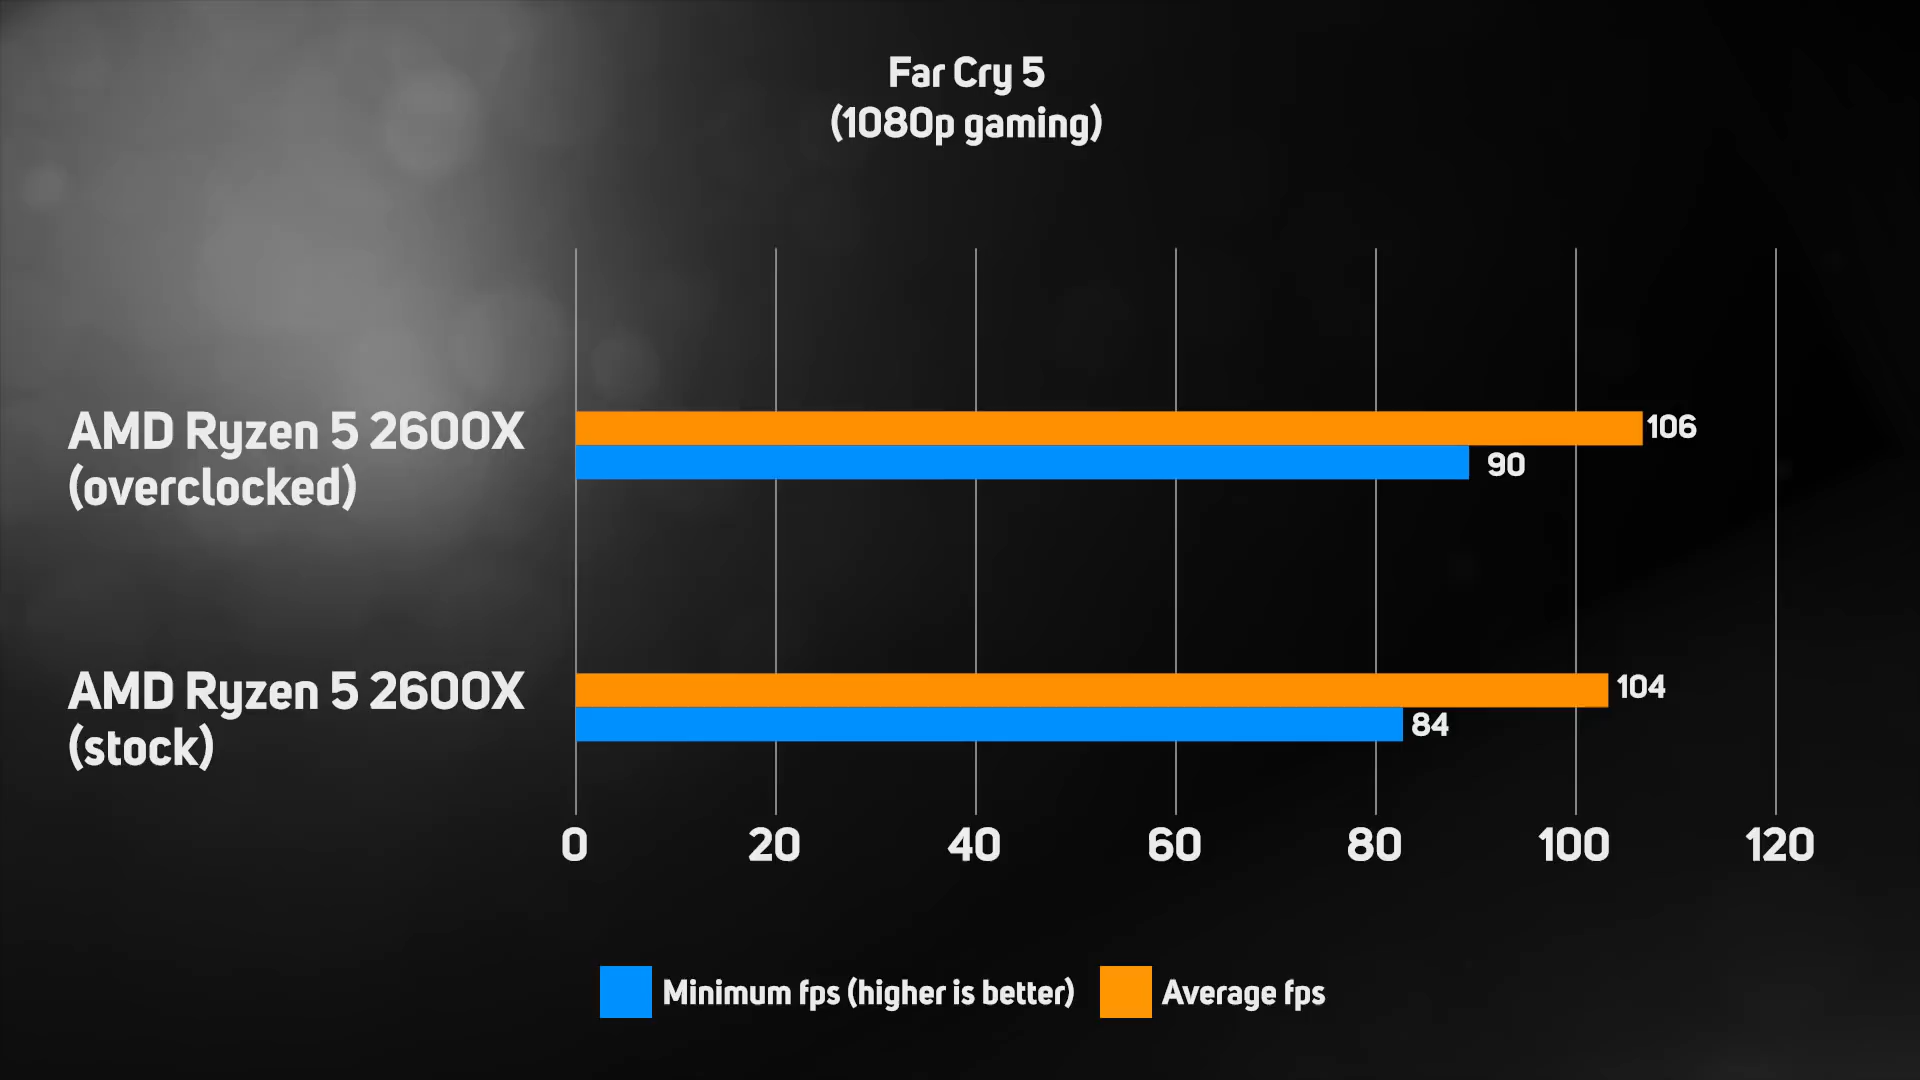 Far Cry 5
(1080p gaming)
AMD Ryzen 5 2600X
(overclocked)
106
90
AMD Ryzen 5 2600X
(stock)
104
84
0 20 40 60 80 100 120
Minimum fps (higher is better) Average fps